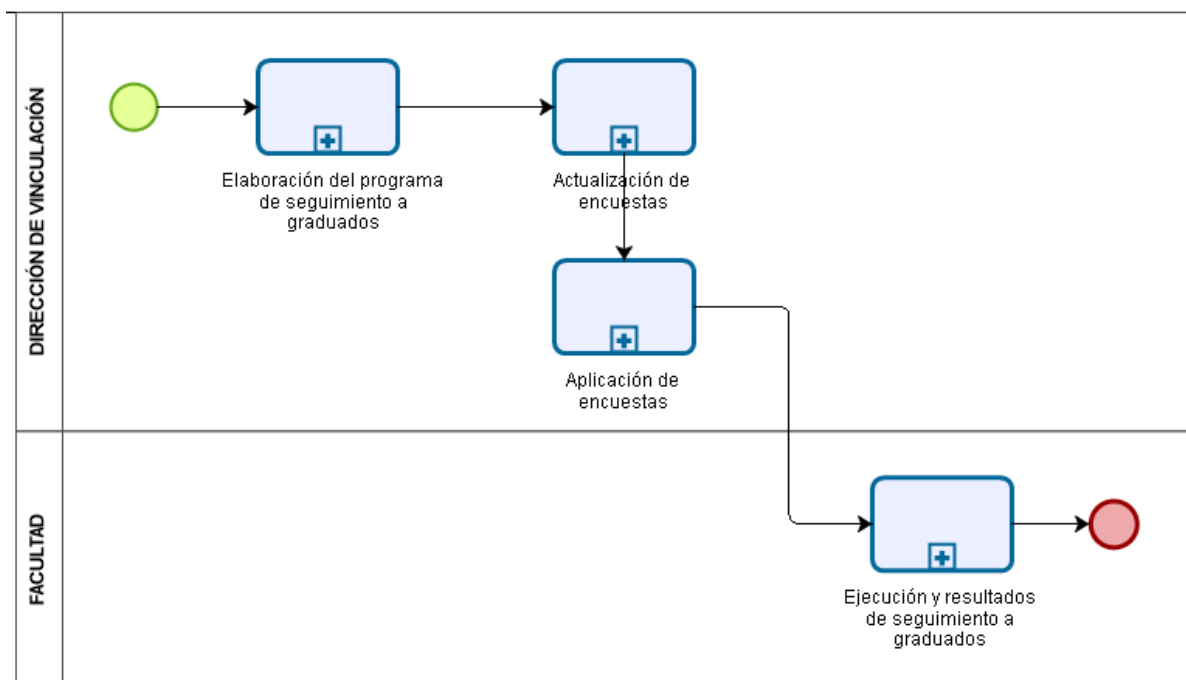 DIRECCIÓN DE VINCULACIÓN
Elaboración del programa
de seguimiento a
graduados
Actualización de
encuestas
Aplicación de
encuestas
FACULTAD
Ejecución y resultados
de seguimiento a
graduados